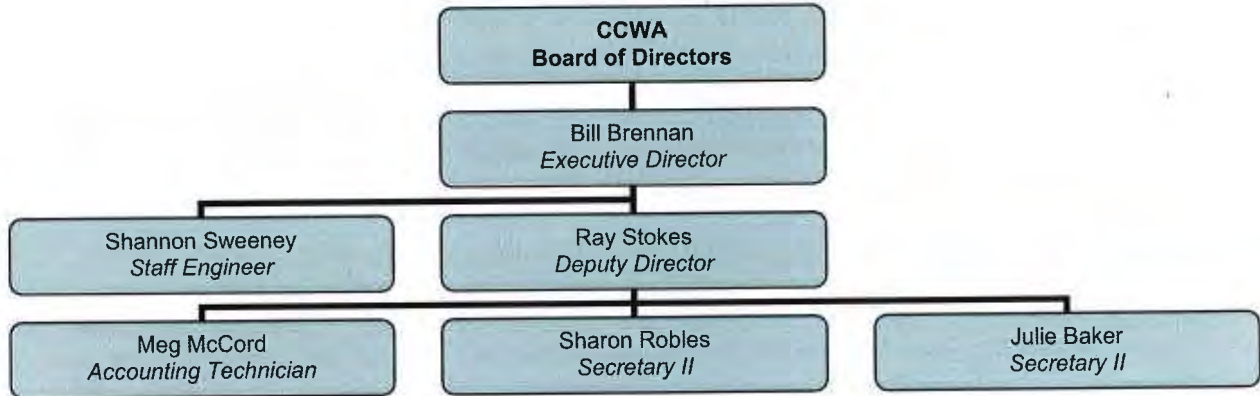 CCWA
Board of Directors
Bill Brennan
Executive Director
Shannon Sweeney
Staff Engineer
Ray Stokes
Deputy Director
Meg McCord
Accounting Technician
Sharon Robles
Secretary II
Julie Baker
Secretary II